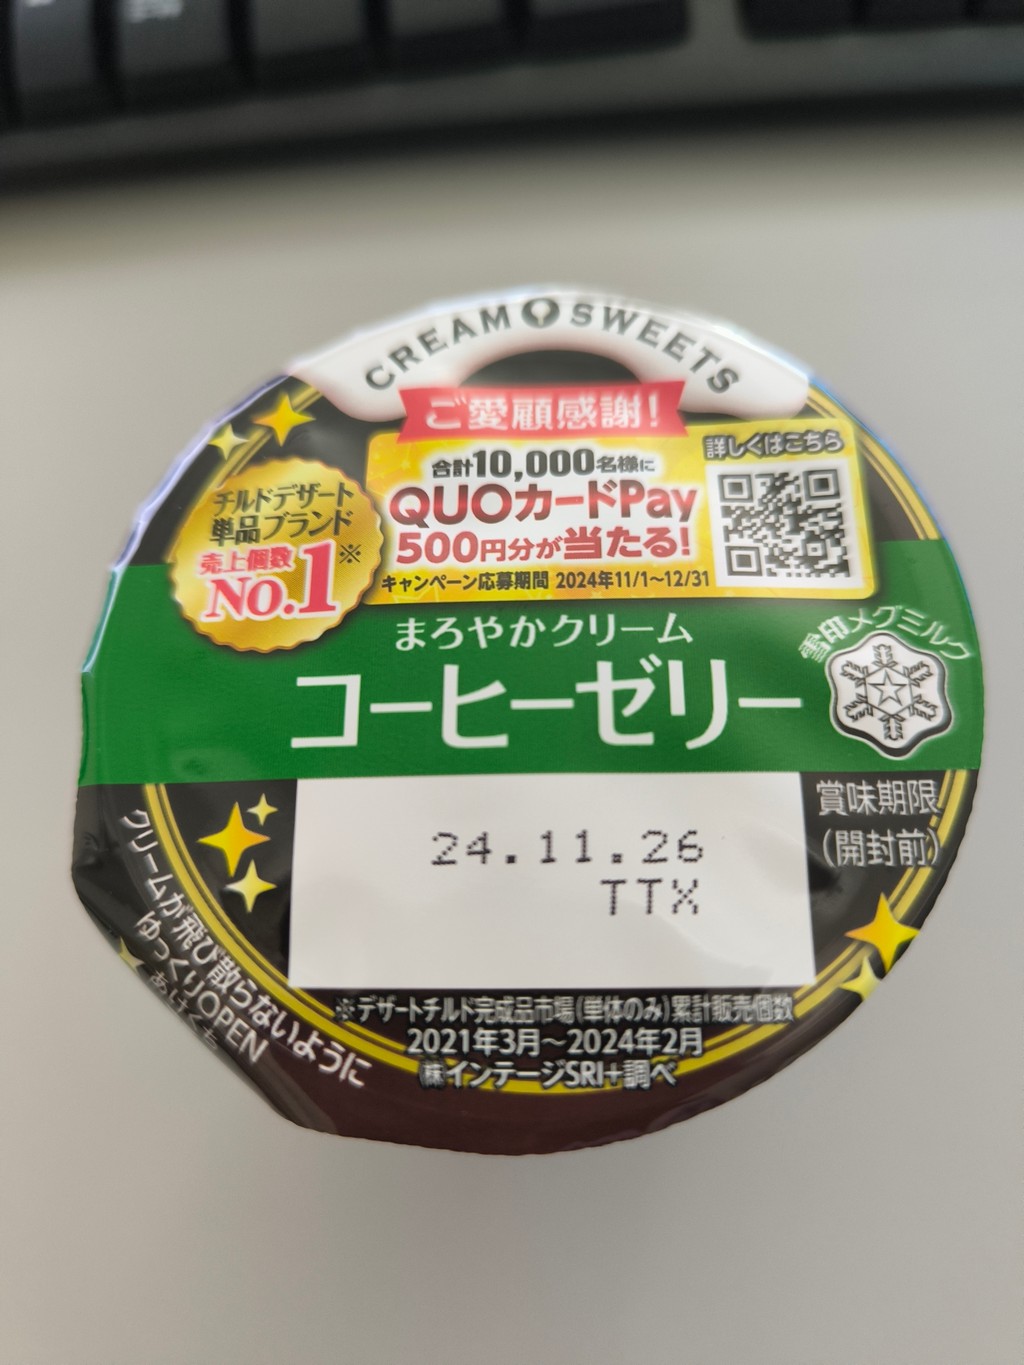 CREAM SWEETS
ご愛顧感謝!
チルドデザート
単品ブランド
売上個数
No.1※
合計10,000名様に
QUOカードPay
500円分が当たる!
キャンペーン応募期間 2024年11/1~12/31
詳しくはこちら
まろやかクリーム
コーヒーゼリー
雪印メグミルク
賞味期限
(開封前)
24.11.26
TTX
クリームが飛び散らないように
ゆっくりOPEN
あけくち
※デザートチルド完成品市場(単体のみ)累計販売個数
2021年3月~2024年2月
㈱インテージSRI+調べ